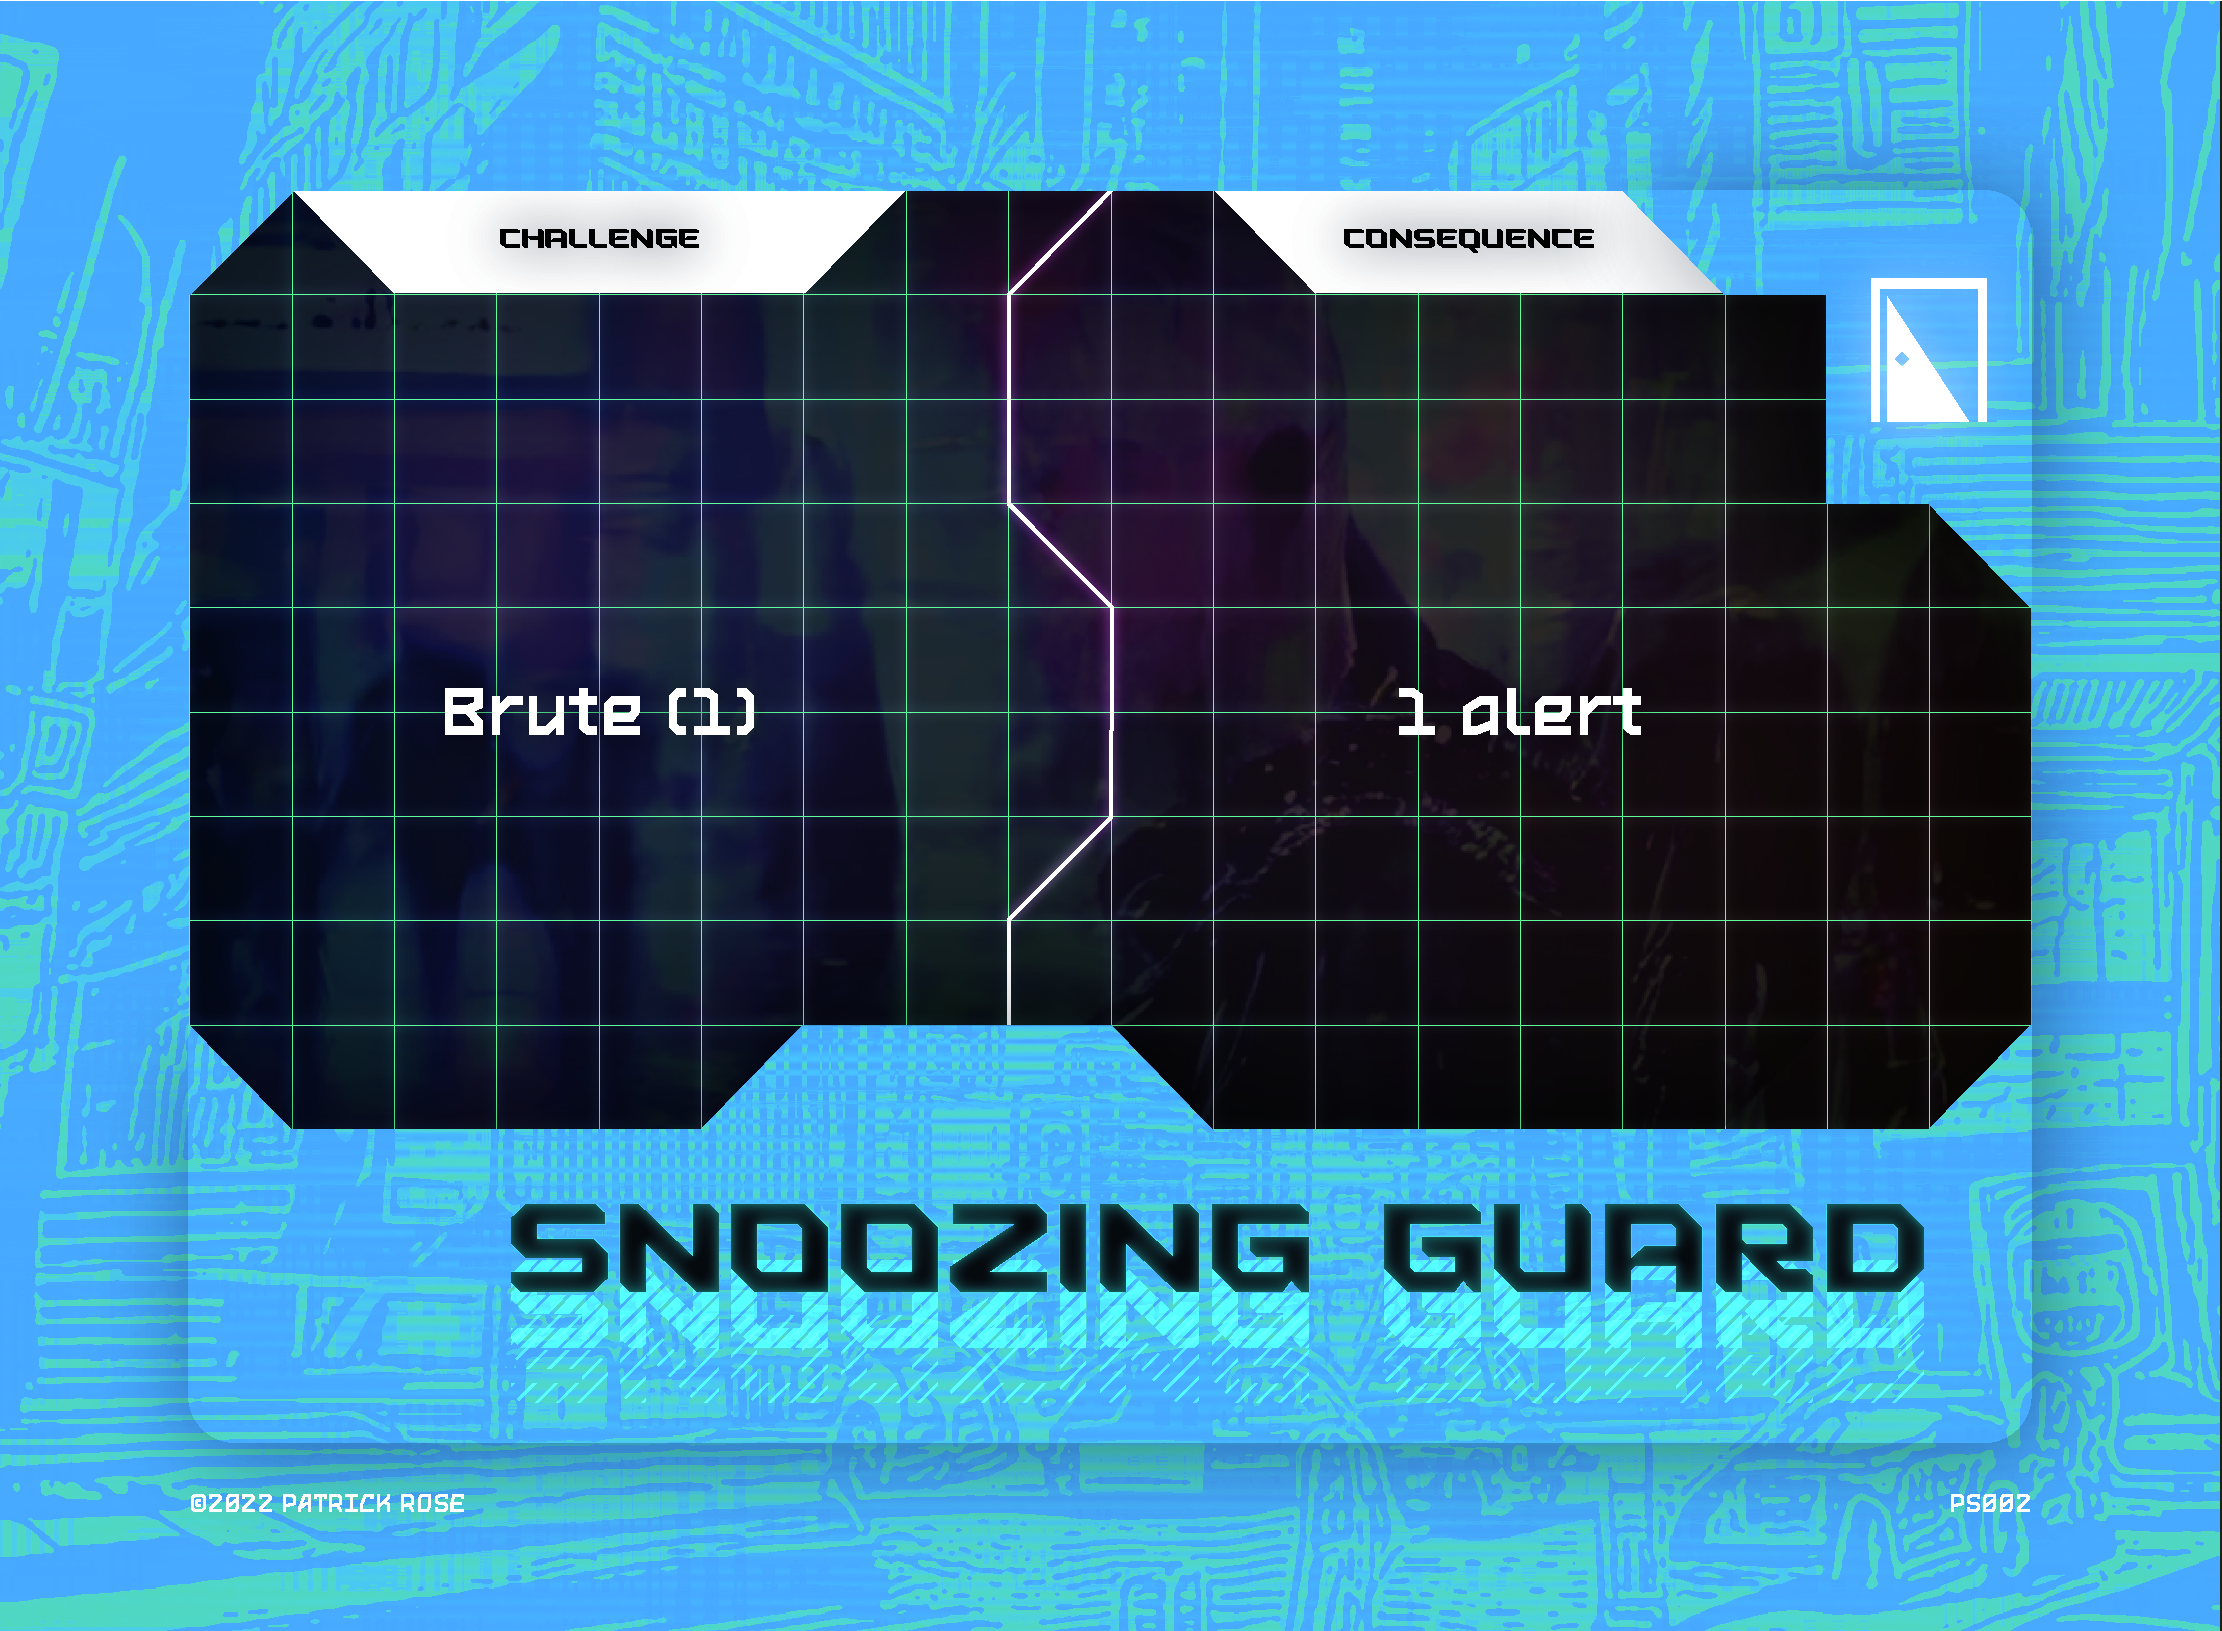 CHALLENGE
CONSEQUENCE
Brute (1)
1 alert
SNOOZING GUARD
©2022 PATRICK ROSE
PS002